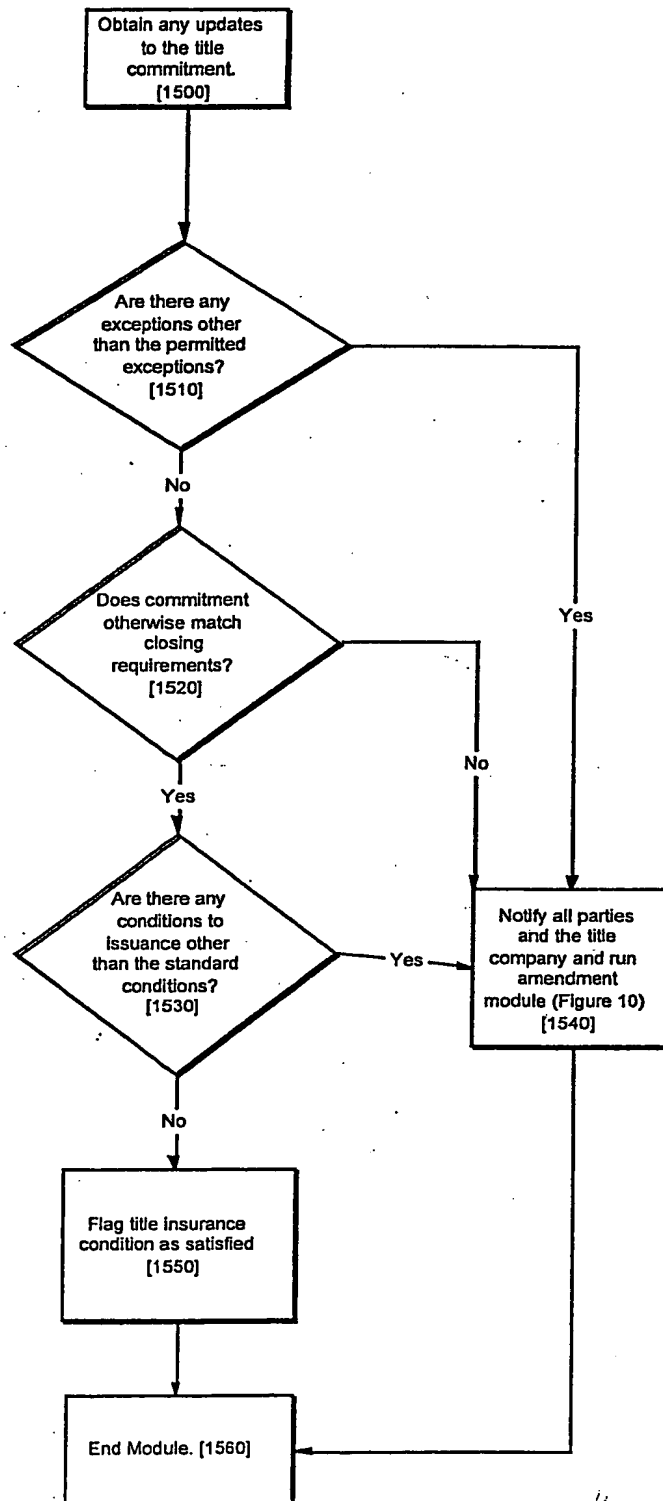 Obtain any updates
to the title
commitment.
[1500]
Are there any
exceptions other
than the permitted
exceptions?
[1510]
No
Yes
Does commitment
otherwise match
closing
requirements?
[1520]
No
Yes
Are there any
conditions to
issuance other
than the standard
conditions?
[1530]
Yes
Notify all parties
and the title
company and run
amendment
module (Figure 10)
[1540]
No
Flag title insurance
condition as satisfied
[1550]
End Module. [1560]